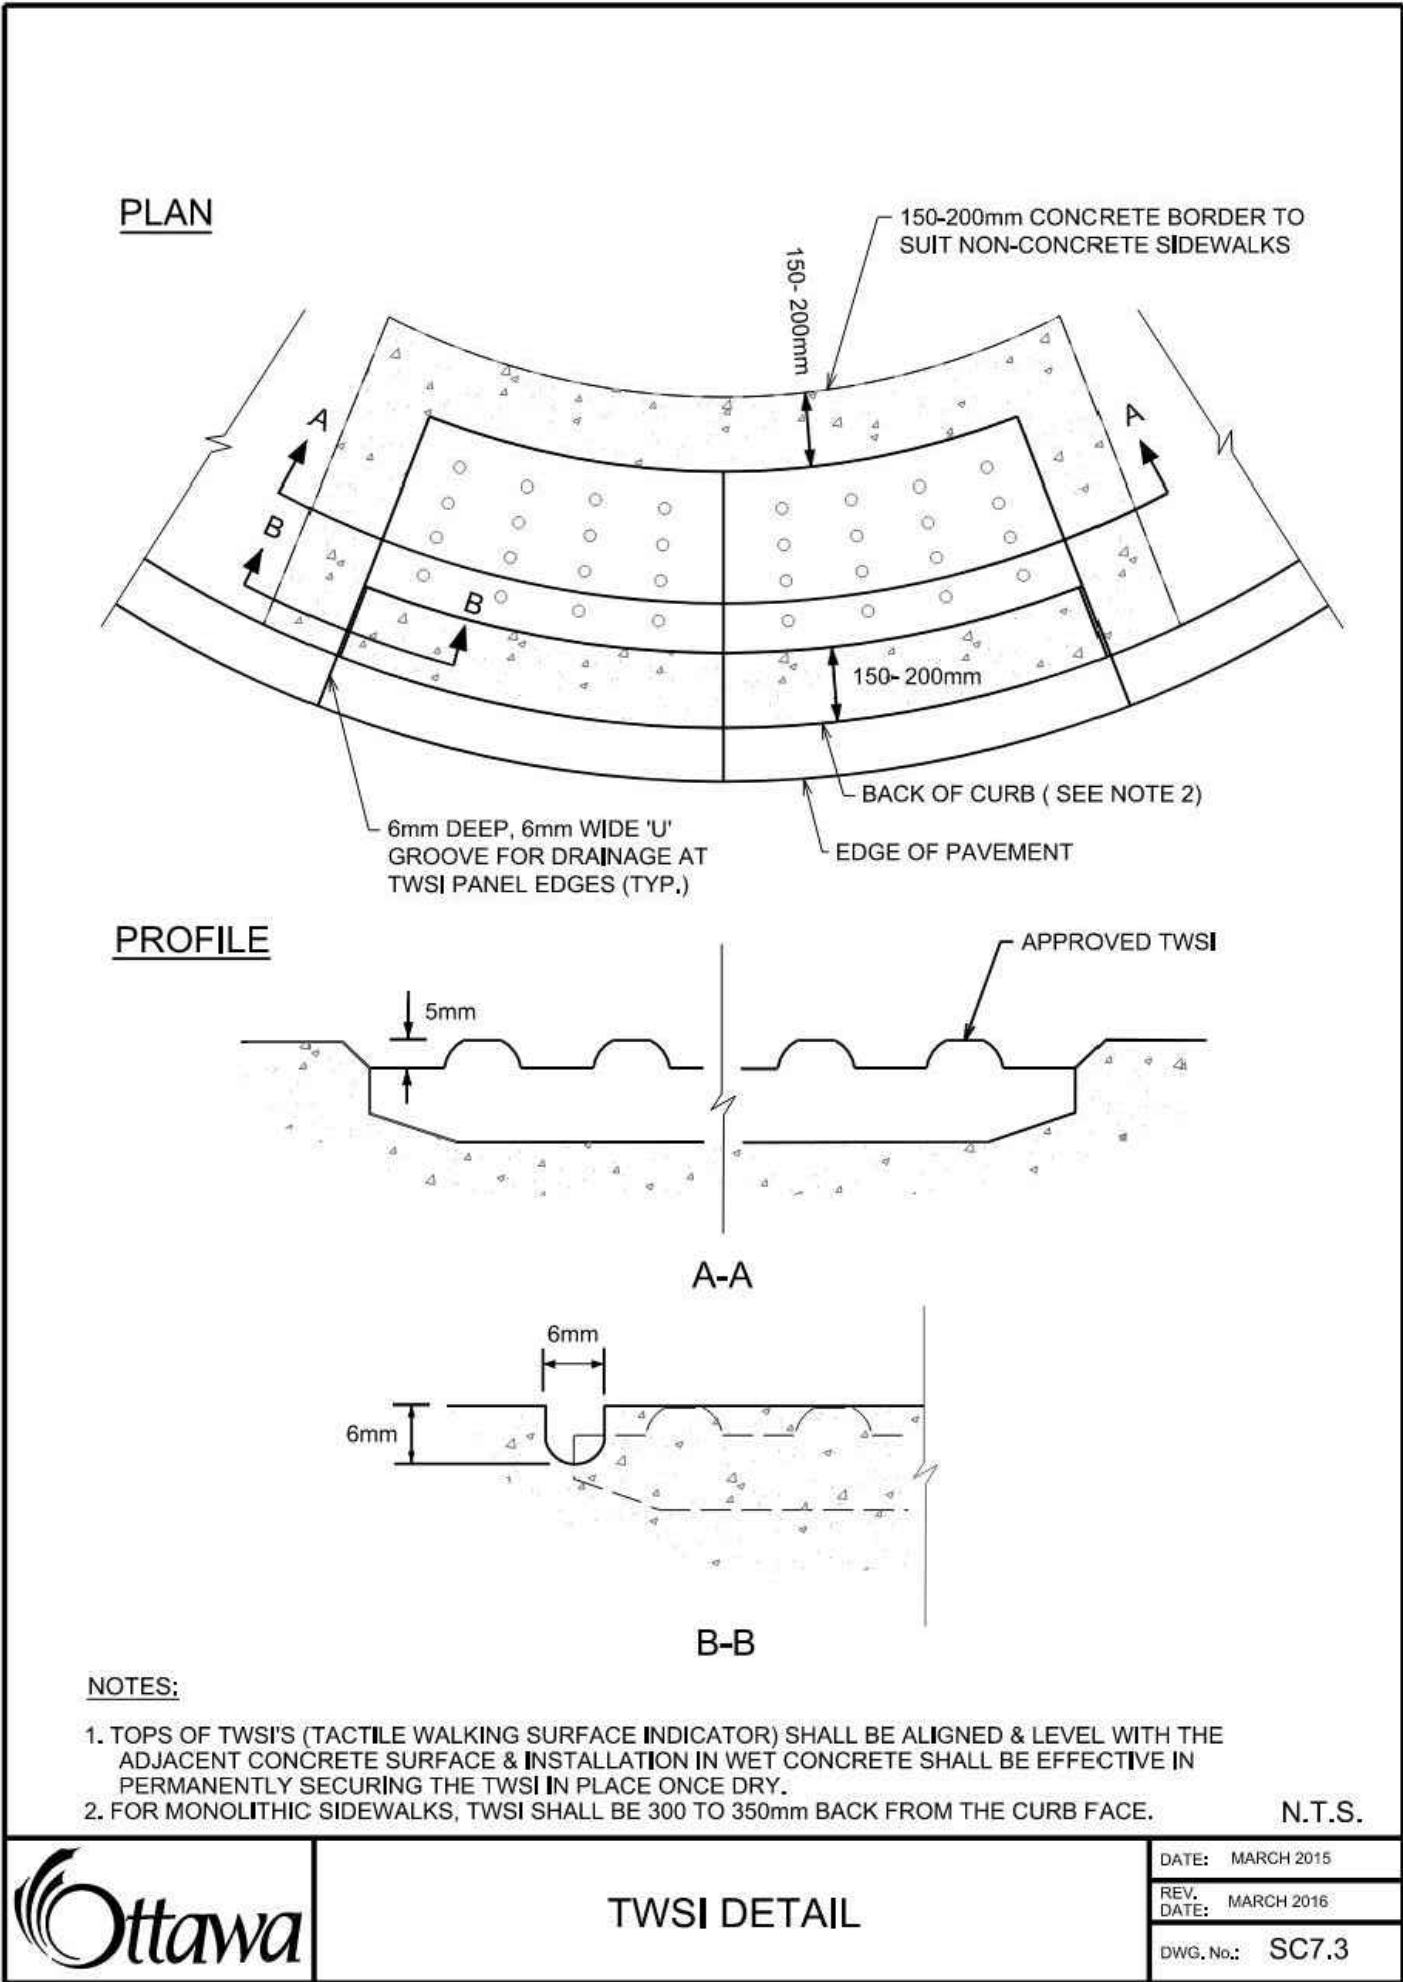 PLAN
150-200mm CONCRETE BORDER TO
SUIT NON-CONCRETE SIDEWALKS
150- 200mm
A
A
B
B
150- 200mm
BACK OF CURB ( SEE NOTE 2)
6mm DEEP, 6mm WIDE 'U'
GROOVE FOR DRAINAGE AT
TWSI PANEL EDGES (TYP.)
EDGE OF PAVEMENT
PROFILE
APPROVED TWSI
5mm
A-A
6mm
6mm
B-B
NOTES:
1. TOPS OF TWSI'S (TACTILE WALKING SURFACE INDICATOR) SHALL BE ALIGNED & LEVEL WITH THE
ADJACENT CONCRETE SURFACE & INSTALLATION IN WET CONCRETE SHALL BE EFFECTIVE IN
PERMANENTLY SECURING THE TWSI IN PLACE ONCE DRY.
2. FOR MONOLITHIC SIDEWALKS, TWSI SHALL BE 300 TO 350mm BACK FROM THE CURB FACE.
N.T.S.
Ottawa
TWSI DETAIL
DATE: MARCH 2015
REV.
DATE: MARCH 2016
DWG. No.: SC7.3